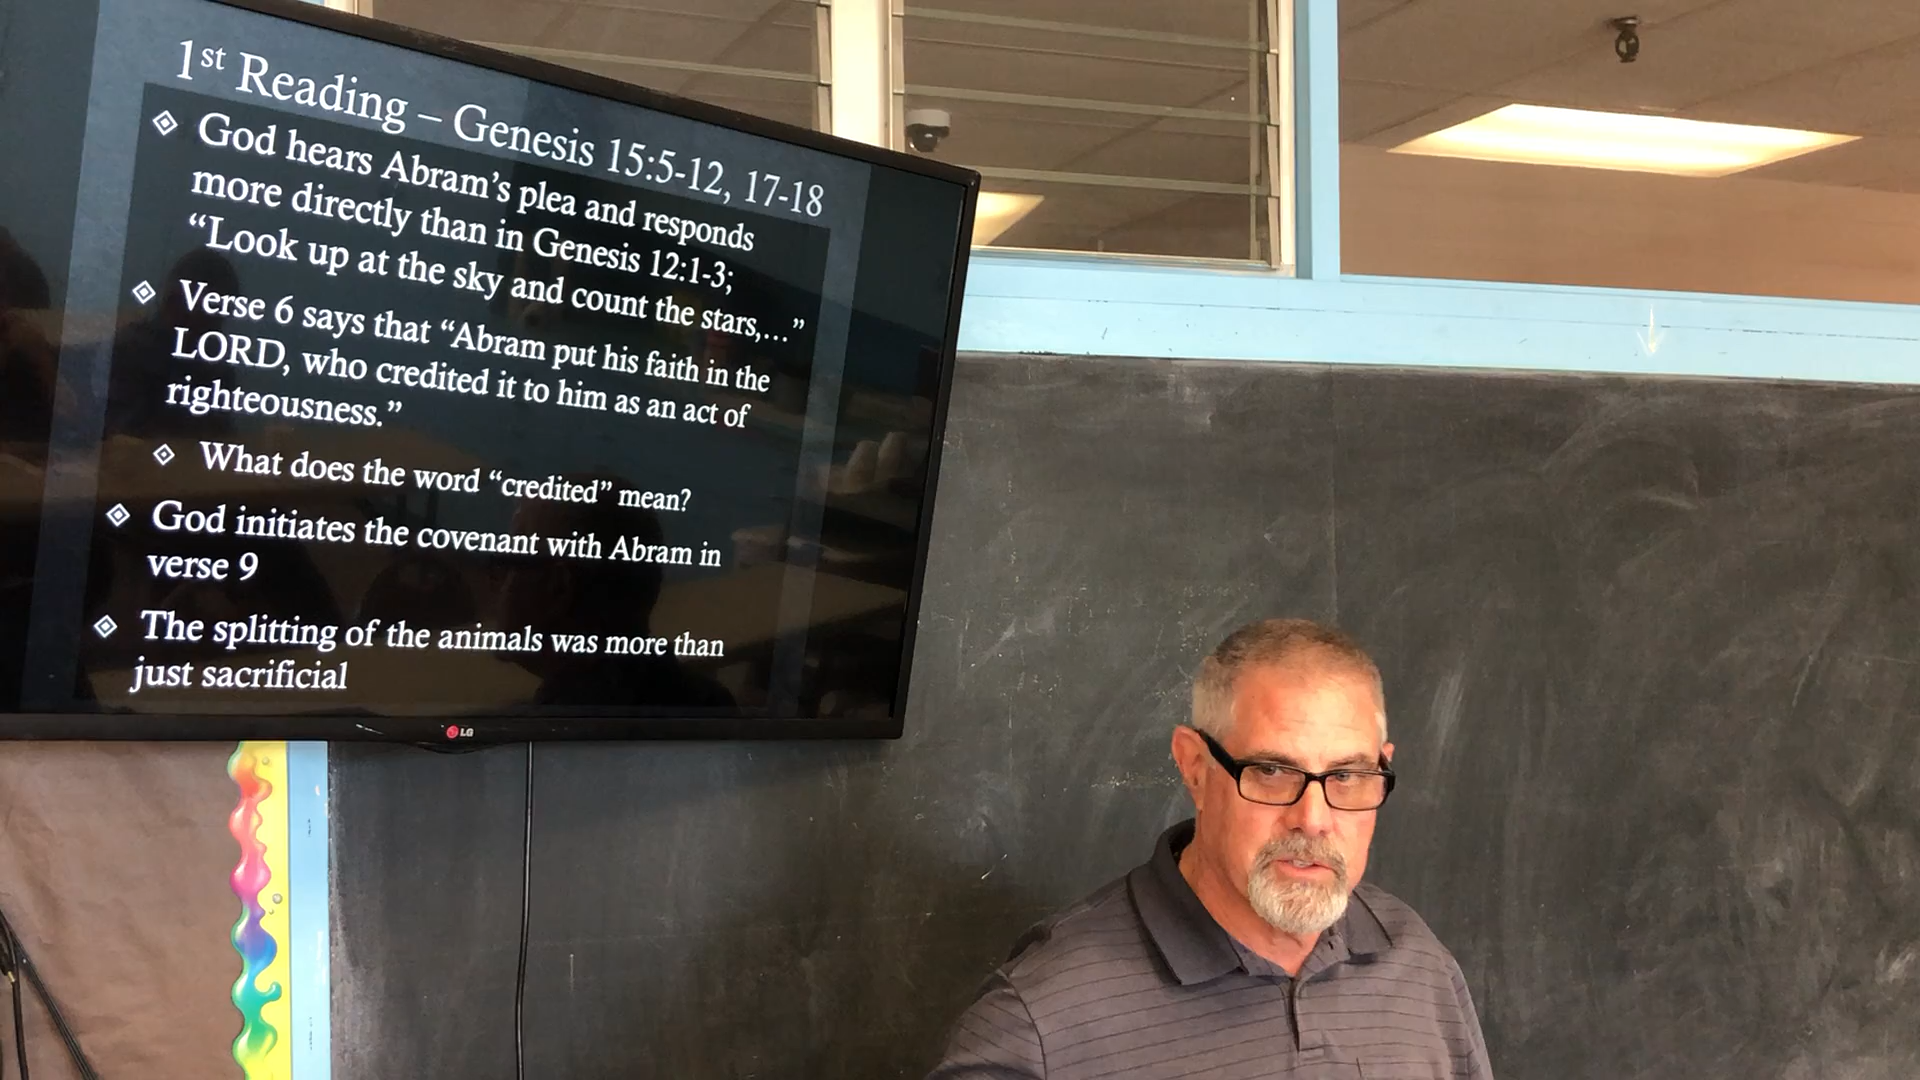 1st Reading – Genesis 15:5-12, 17-18
God hears Abram's plea and responds
more directly than in Genesis 12:1-3;
“Look up at the sky and count the stars,…”
Verse 6 says that “Abram put his faith in the
LORD, who credited it to him as an act of
righteousness.”
What does the word “credited” mean?
God initiates the covenant with Abram in
verse 9
The splitting of the animals was more than
just sacrificial
LG